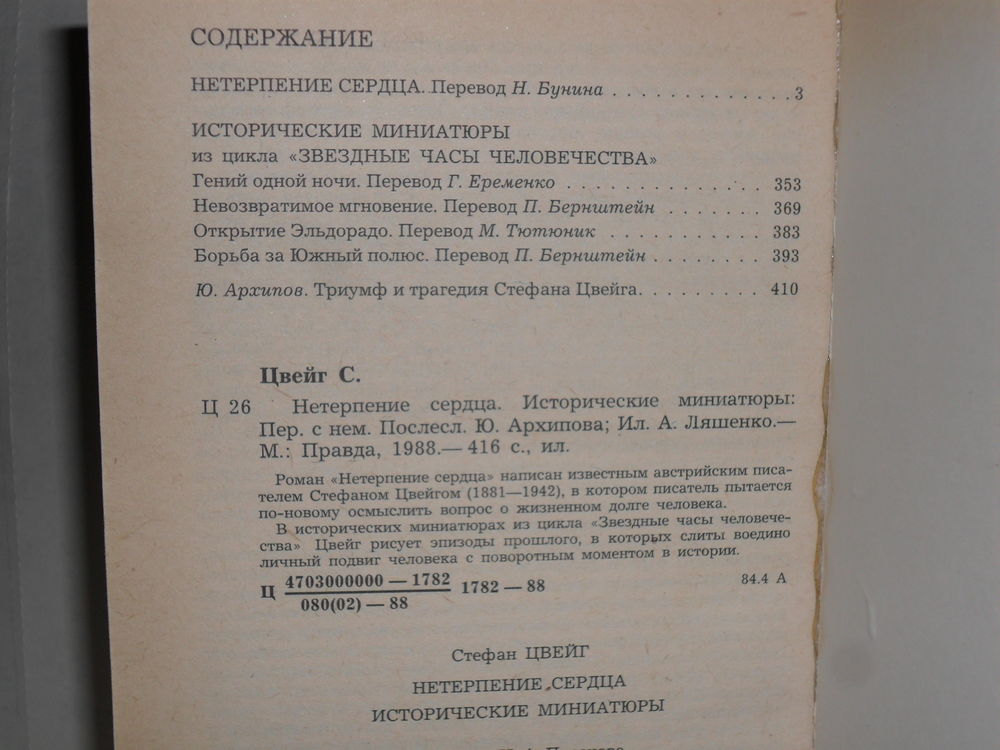 СОДЕРЖАНИЕ
НЕТЕРПЕНИЕ СЕРДЦА. Перевод Н. Бунина . . . . . . . . . . . . . 3
ИСТОРИЧЕСКИЕ МИНИАТЮРЫ
из цикла «ЗВЕЗДНЫЕ ЧАСЫ ЧЕЛОВЕЧЕСТВА»
Гений одной ночи. Перевод Г. Еременко . . . . . . . . . . . . . 353
Невозвратимое мгновение. Перевод П. Бернштейн . . . . . . . 369
Открытие Эльдорадо. Перевод М. Тютюник . . . . . . . . . . . 383
Борьба за Южный полюс. Перевод П. Бернштейн . . . . . . . . 393
Ю. Архипов. Триумф и трагедия Стефана Цвейга. . . . . . . . . 410
Цвейг С.
Ц 26 Нетерпение сердца. Исторические миниатюры:
Пер. с нем. Послесл. Ю. Архипова; Ил. А. Ляшенко.—
М.: Правда, 1988.— 416 с., ил.
Роман «Нетерпение сердца» написан известным австрийским писа-
телем Стефаном Цвейгом (1881—1942), в котором писатель пытается
по-новому осмыслить вопрос о жизненном долге человека.
В исторических миниатюрах из цикла «Звездные часы человече-
ства» Цвейг рисует эпизоды прошлого, в которых слиты воедино
личный подвиг человека с поворотным моментом в истории.
Ц 4703000000 — 1782 1782 — 88 84.4 А
080(02) — 88
Стефан ЦВЕЙГ
НЕТЕРПЕНИЕ СЕРДЦА
ИСТОРИЧЕСКИЕ МИНИАТЮРЫ